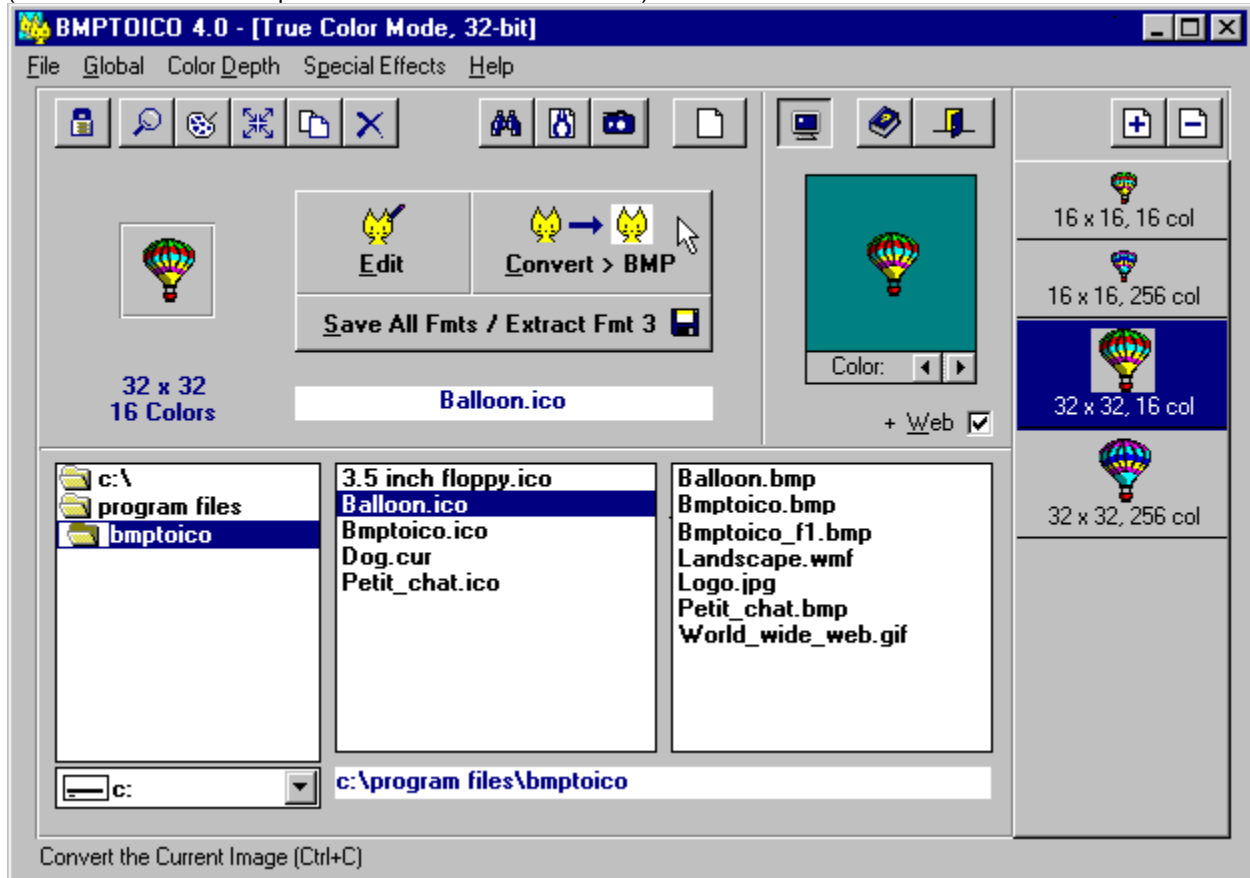 BMPTOICO 4.0 - [True Color Mode, 32-bit]
File Global Color Depth Special Effects Help
Edit
Convert > BMP
Save All Fmts / Extract Fmt 3
32 x 32
16 Colors
Balloon.ico
Color:
+ Web
16 x 16, 16 col
16 x 16, 256 col
32 x 32, 16 col
32 x 32, 256 col
c:\
program files
bmptoico
3.5 inch floppy.ico
Balloon.ico
Bmptoico.ico
Dog.cur
Petit_chat.ico
Balloon.bmp
Bmptoico.bmp
Bmptoico_f1.bmp
Landscape.wmf
Logo.jpg
Petit_chat.bmp
World_wide_web.gif
c:
c:\program files\bmptoico
Convert the Current Image (Ctrl+C)